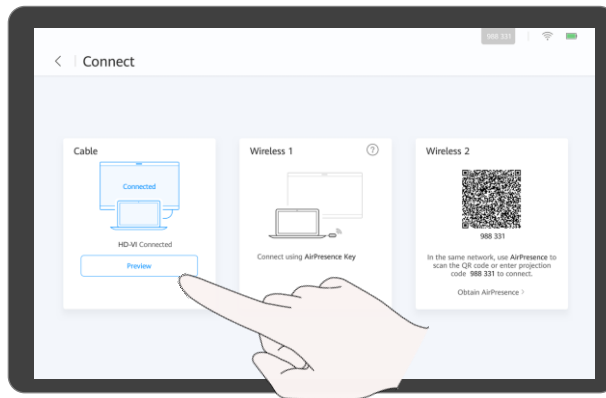 988 331
Connect
Cable
Connected
HD-VI Connected
Preview
Wireless 1
?
Connect using AirPresence Key
Wireless 2
988 331
In the same network, use AirPresence to
scan the QR code or enter projection
code 988 331 to connect.
Obtain AirPresence >